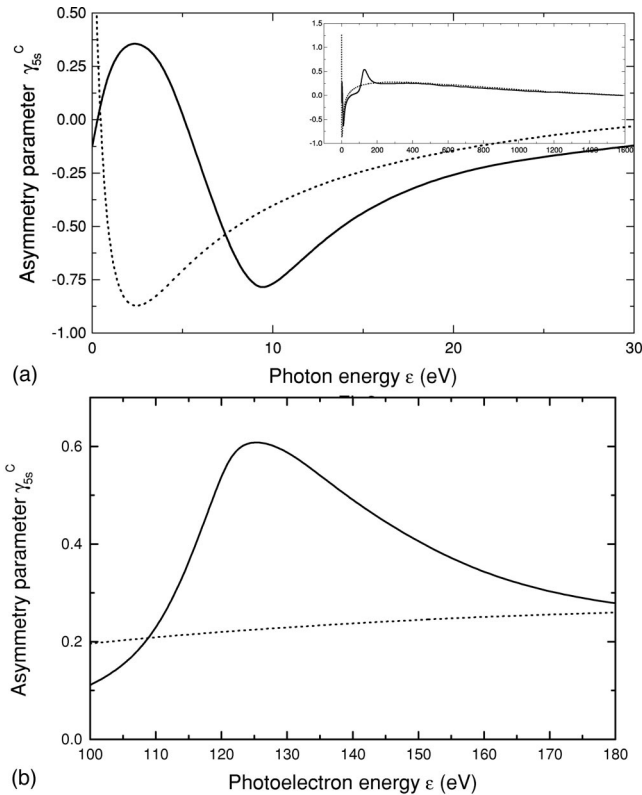 0.50
0.25
0.00
-0.25
-0.50
-0.75
-1.00
Asymmetry parameter γ5s^C
1.5
1.0
0.5
0.0
-0.5
-1.0
0 200 400 600 800 1000 1200 1400 1600
0 10 20 30
(a)
Photon energy ε (eV)
0.6
0.4
0.2
0.0
Asymmetry parameter γ5s^C
100 110 120 130 140 150 160 170 180
(b)
Photoelectron energy ε (eV)